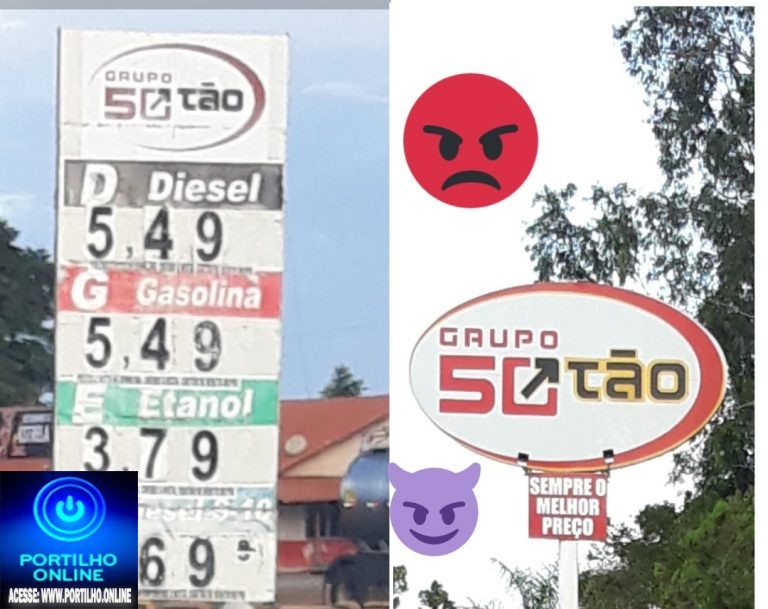 GRUPO
50tão
D Diesel
5,49
G Gasolina
5,49
E Etanol
3,79
69
PORTILHO
ONLINE
ACESSE: WWW.PORTILHO.ONLINE
GRUPO
50tão
SEMPRE O
MELHOR
PREÇO